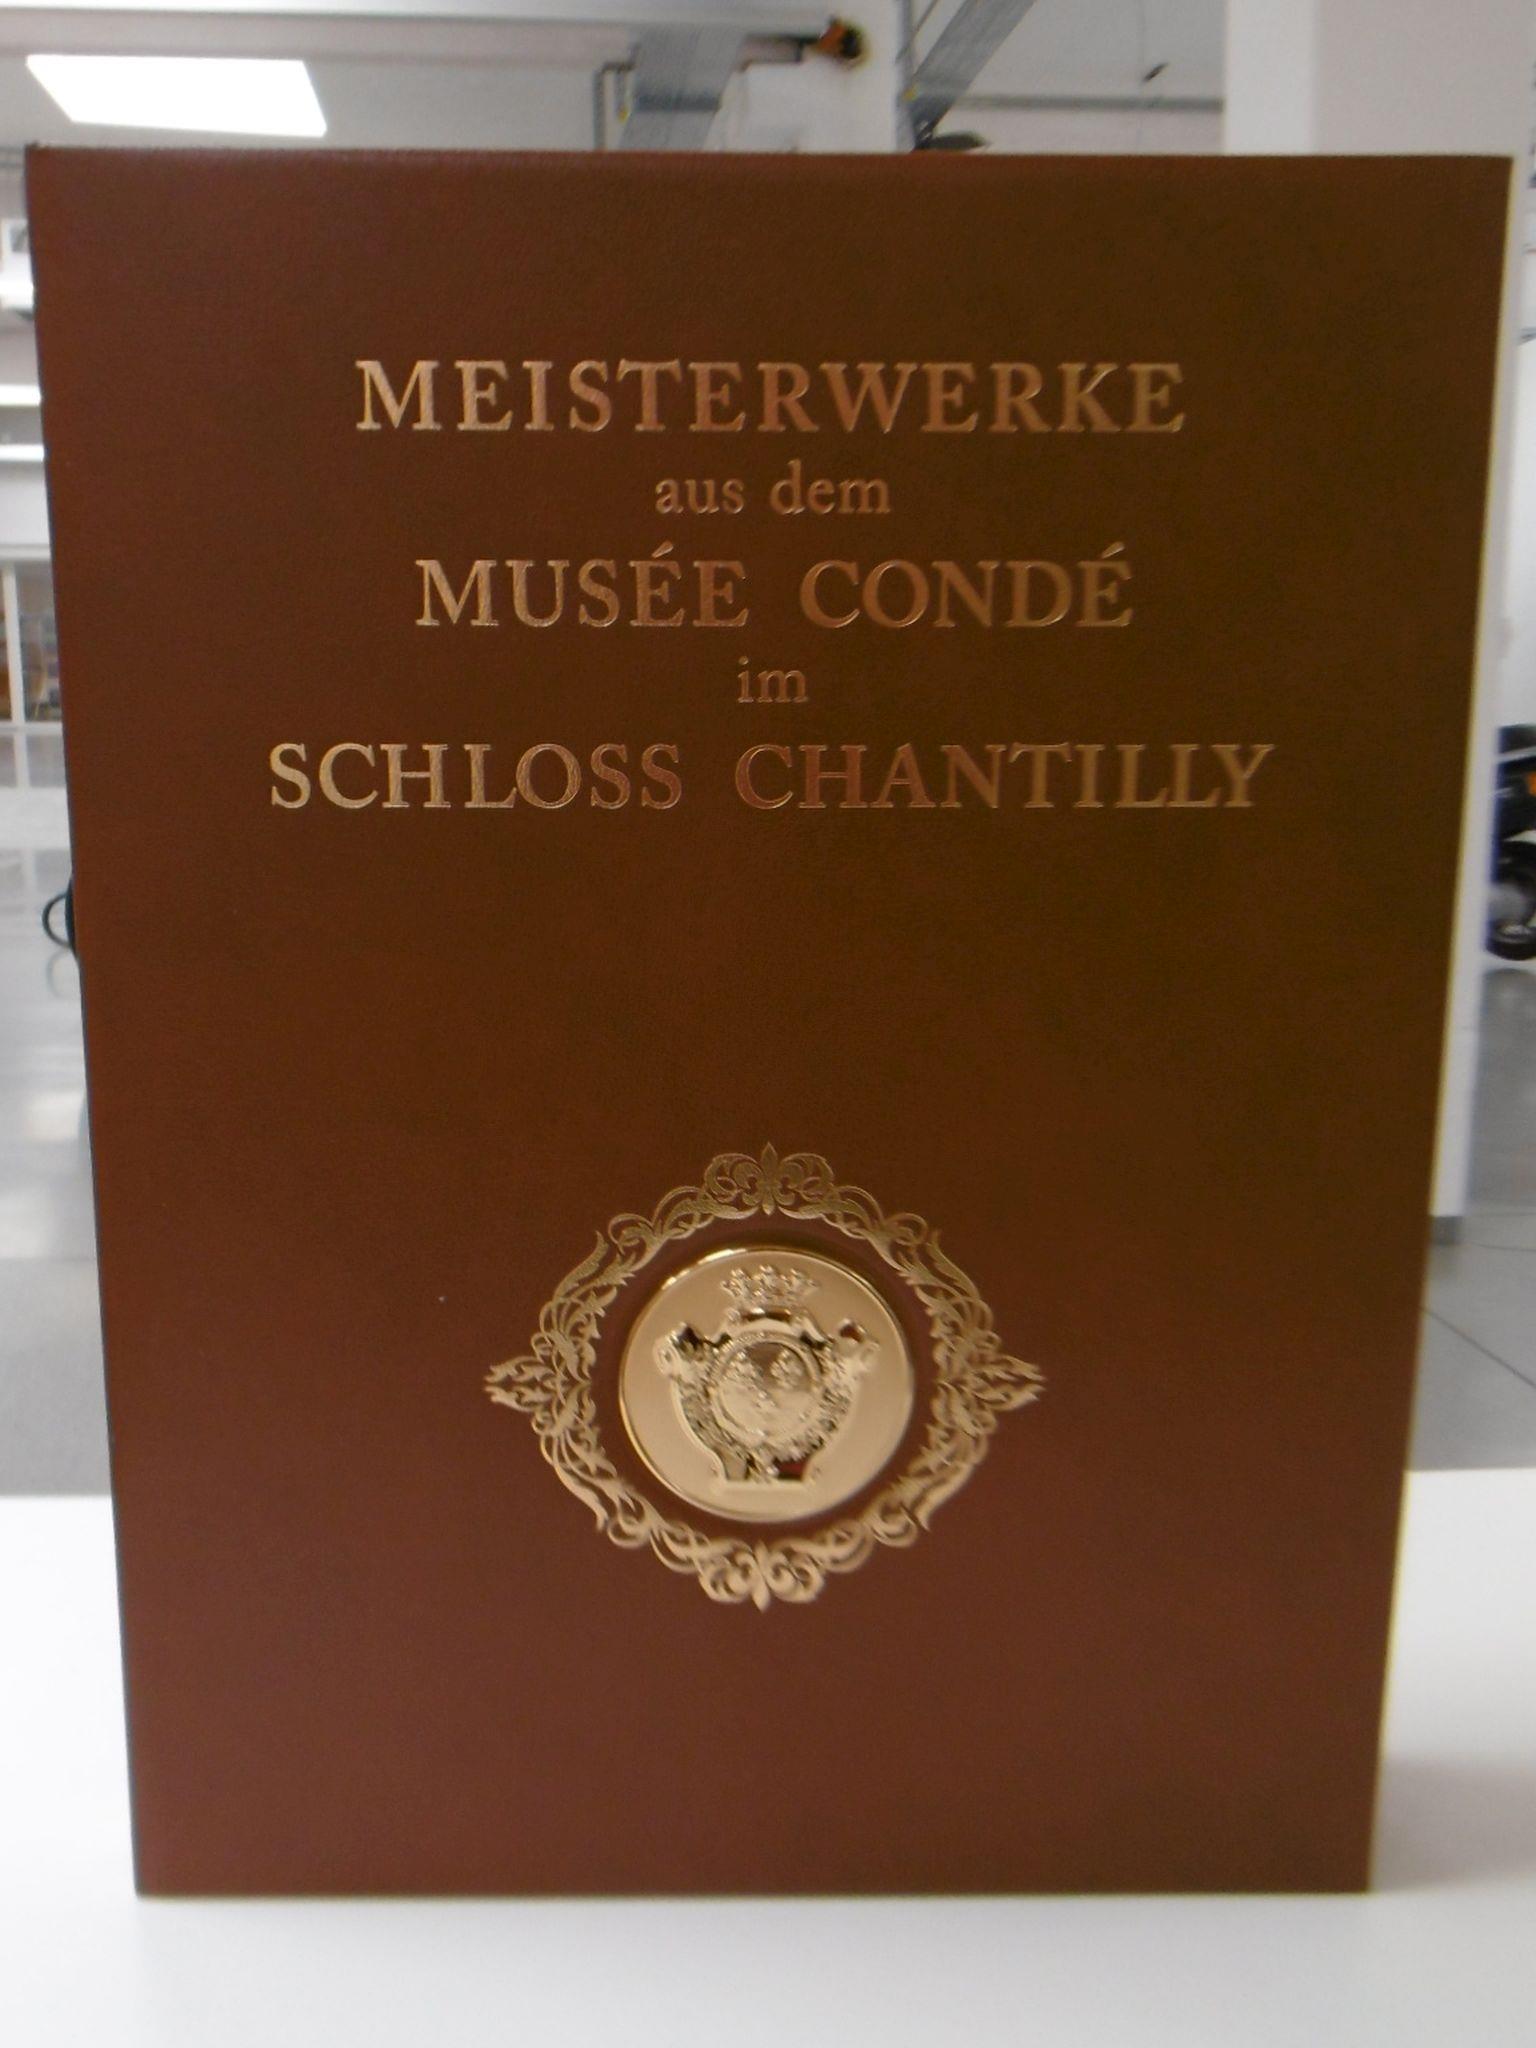 MEISTERWERKE
aus dem
MUSÉE CONDÉ
im
SCHLOSS CHANTILLY